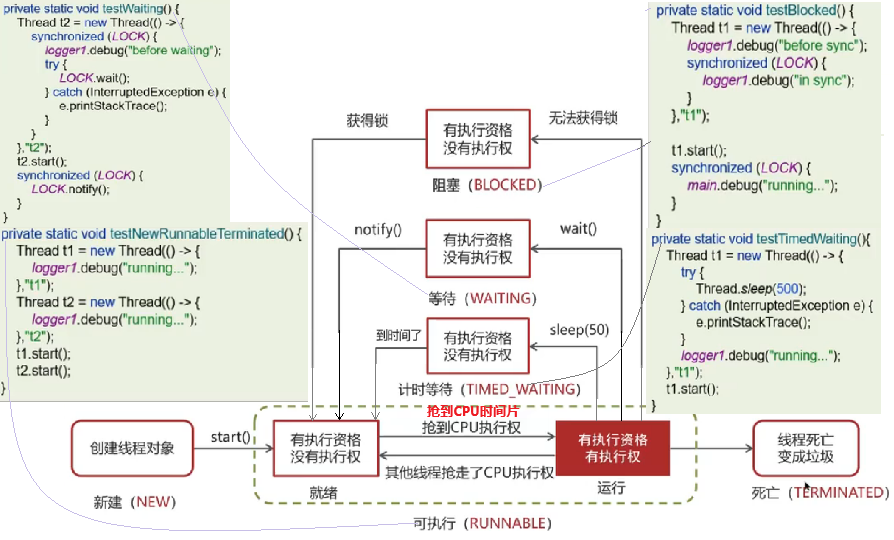 private static void testWaiting() {
Thread t2 = new Thread(() -> {
synchronized (LOCK) {
logger1.debug("before waiting");
try {
LOCK.wait();
} catch (InterruptedException e) {
e.printStackTrace();
}
}
},"t2");
t2.start();
synchronized (LOCK) {
LOCK.notify();
}
}
private static void testNewRunnableTerminated() {
Thread t1 = new Thread(() -> {
logger1.debug("running...");
},"t1");
Thread t2 = new Thread(() -> {
logger1.debug("running...");
},"t2");
t1.start();
t2.start();
}
private static void testBlocked() {
Thread t1 = new Thread(() -> {
logger1.debug("before sync");
synchronized (LOCK) {
logger1.debug("in sync");
}
},"t1");
t1.start();
synchronized (LOCK) {
main.debug("running...");
}
}
private static void testTimedWaiting(){
Thread t1 = new Thread(() -> {
try {
Thread.sleep(500);
} catch (InterruptedException e) {
e.printStackTrace();
}
logger1.debug("running...");
},"t1");
t1.start();
}
获得锁
有执行资格
没有执行权
无法获得锁
阻塞（BLOCKED）
notify()
有执行资格
没有执行权
wait()
等待（WAITING）
到时间了
有执行资格
没有执行权
sleep(50)
计时等待（TIMED_WAITING）
抢到CPU时间片
创建线程对象
start()
有执行资格
没有执行权
抢到CPU执行权
其他线程抢走了CPU执行权
有执行资格
有执行权
线程死亡
变成垃圾
新建（NEW）
就绪
运行
死亡（TERMINATED）
可执行（RUNNABLE）